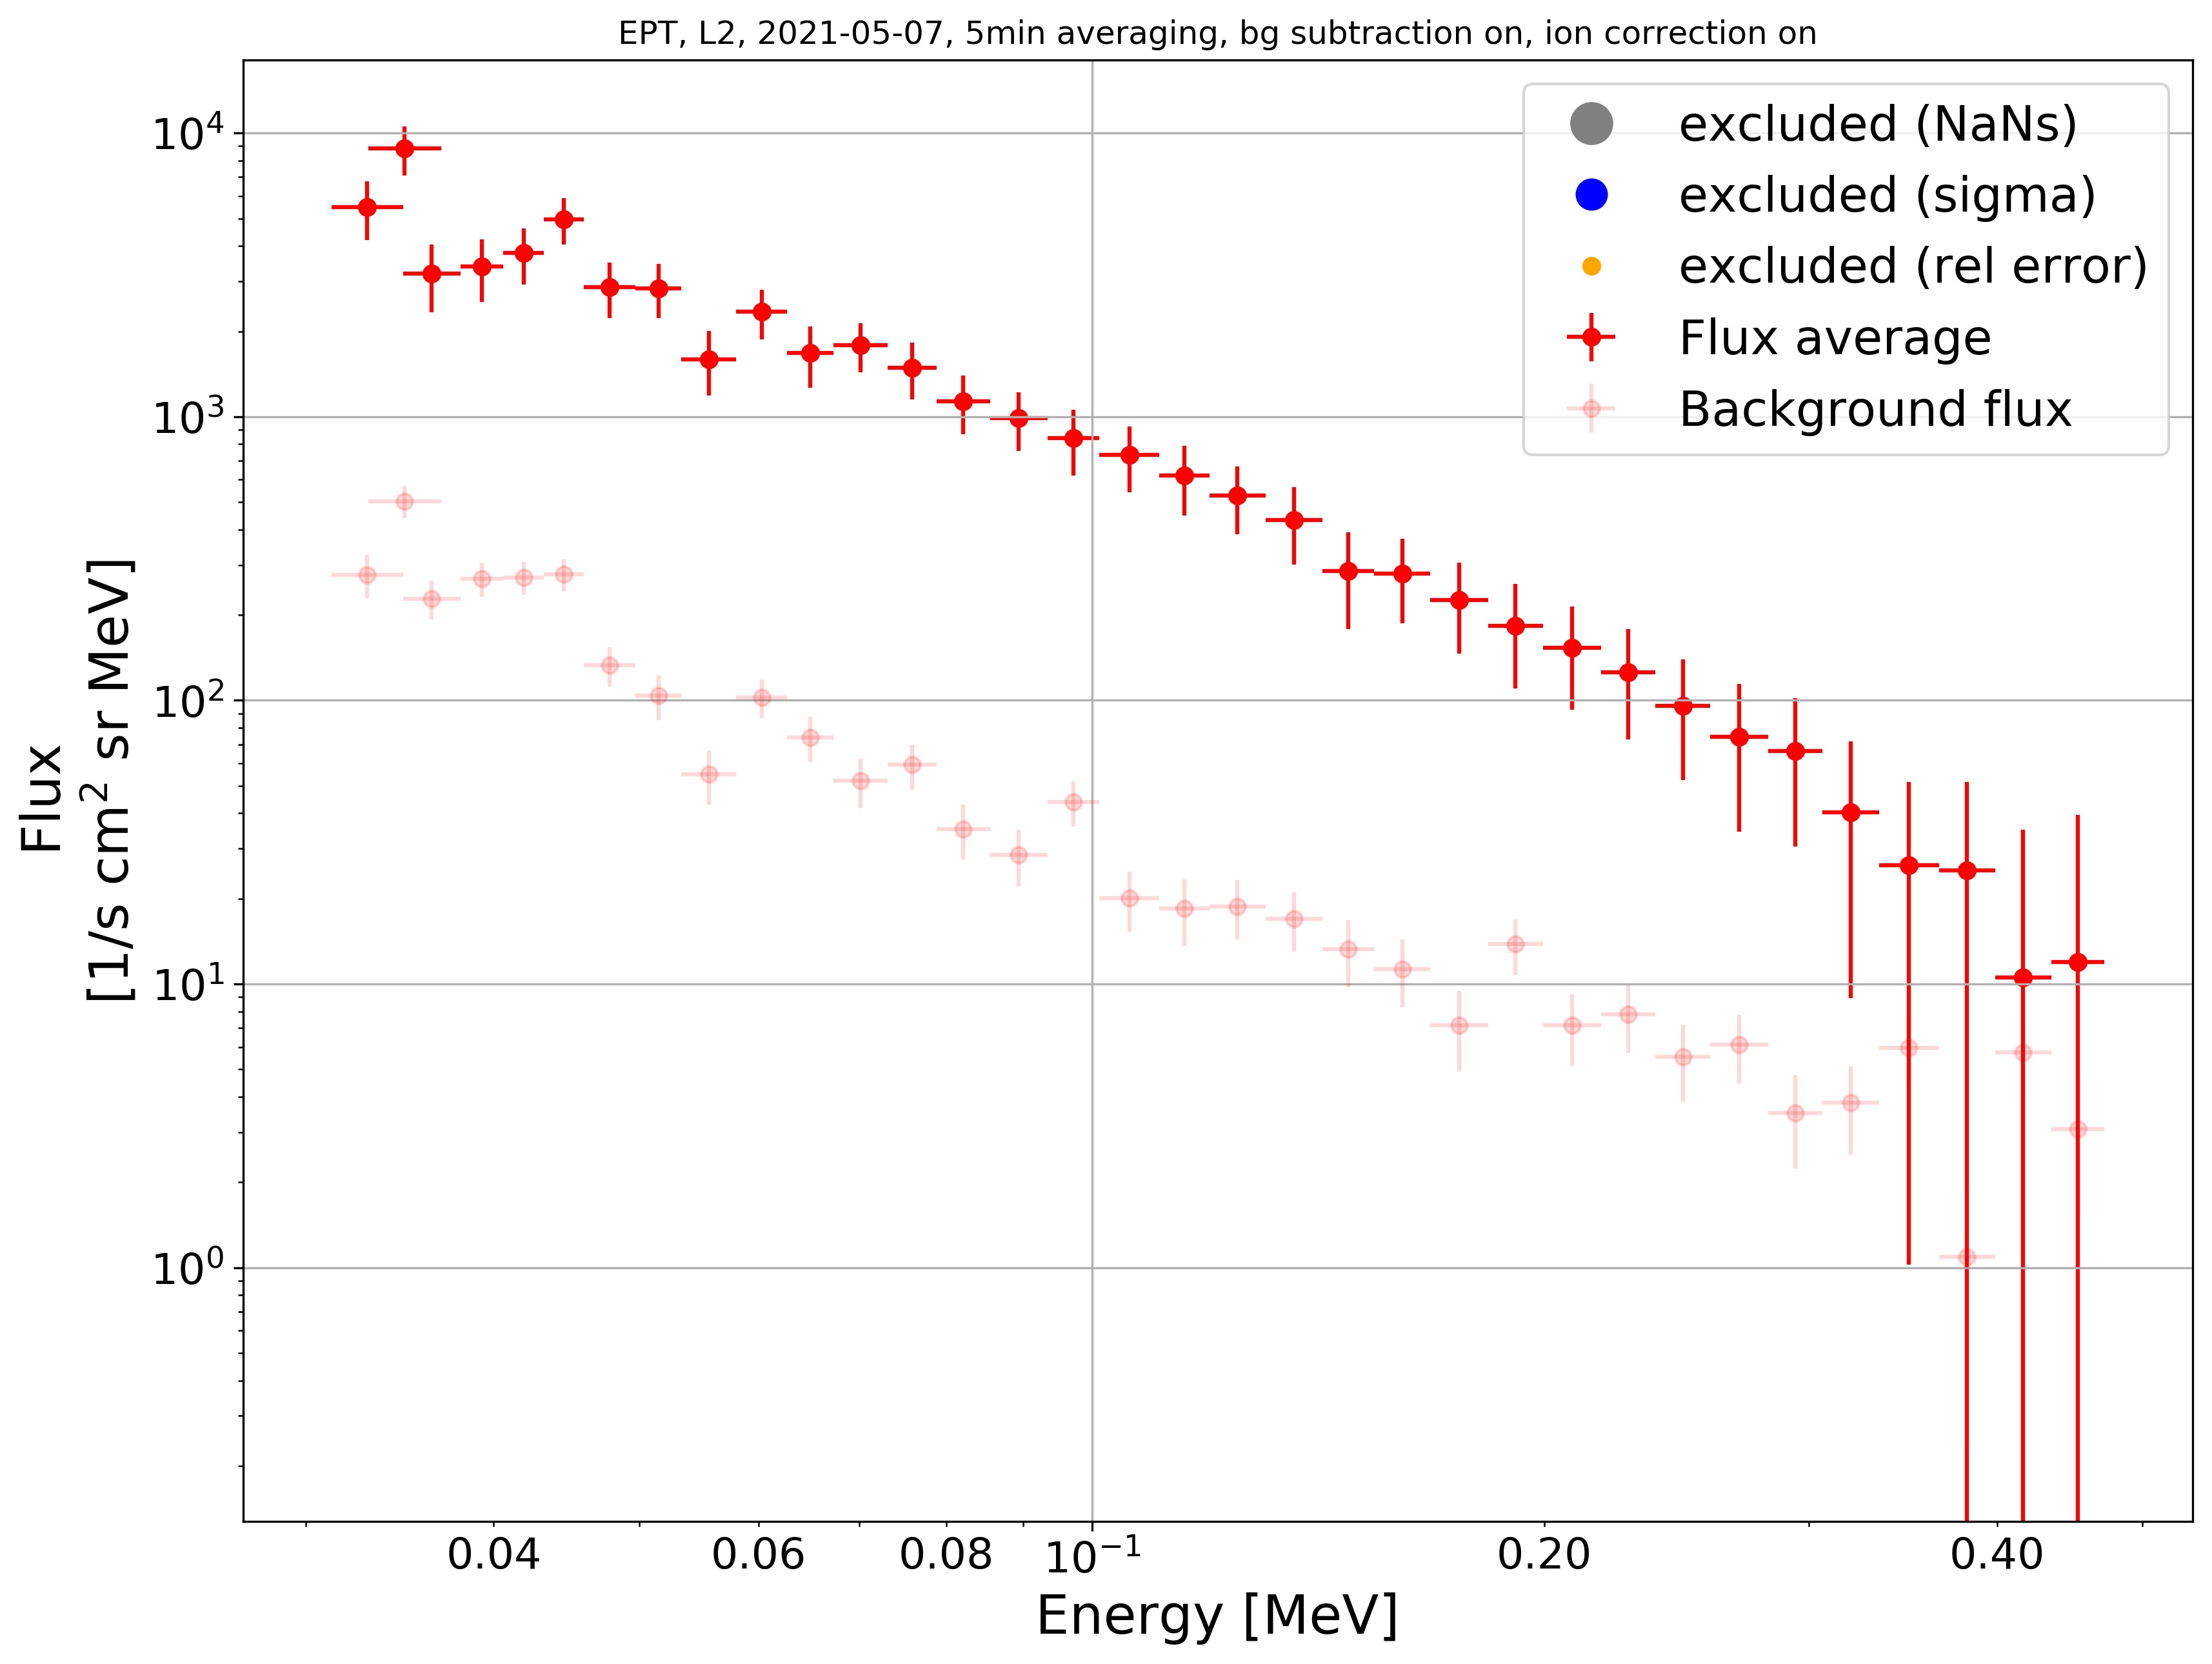 EPT, L2, 2021-05-07, 5min averaging, bg subtraction on, ion correction on
excluded (NaNs)
excluded (sigma)
excluded (rel error)
Flux average
Background flux
Flux
[1/s cm² sr MeV]
10⁴
10³
10²
10¹
10⁰
0.04 0.06 0.08 10⁻¹ 0.20 0.40
Energy [MeV]